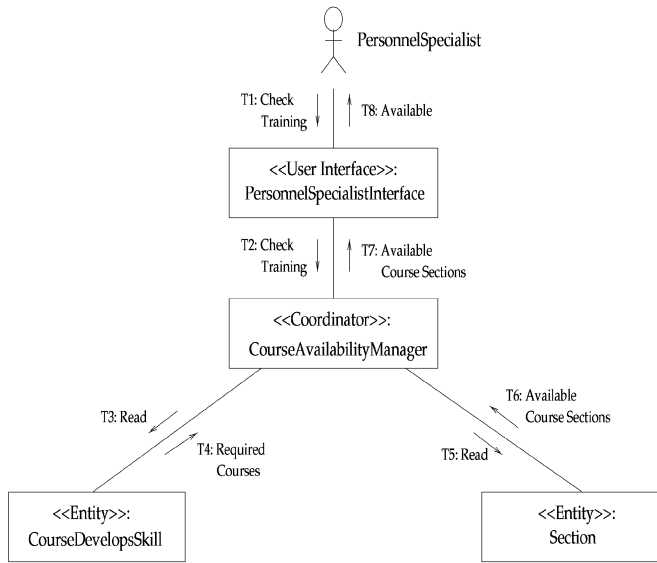 PersonnelSpecialist
T1: Check
Training
T8: Available
<<User Interface>>:
PersonnelSpecialistInterface
T2: Check
Training
T7: Available
Course Sections
<<Coordinator>>:
CourseAvailabilityManager
T3: Read
T4: Required
Courses
T6: Available
Course Sections
T5: Read
<<Entity>>:
CourseDevelopsSkill
<<Entity>>:
Section